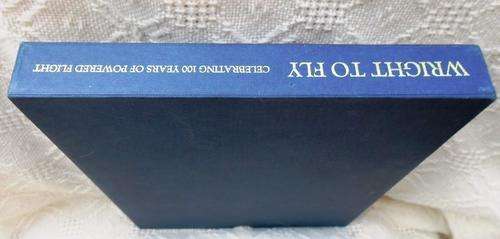 WRIGHT TO FLY
CELEBRATING 100 YEARS OF POWERED FLIGHT